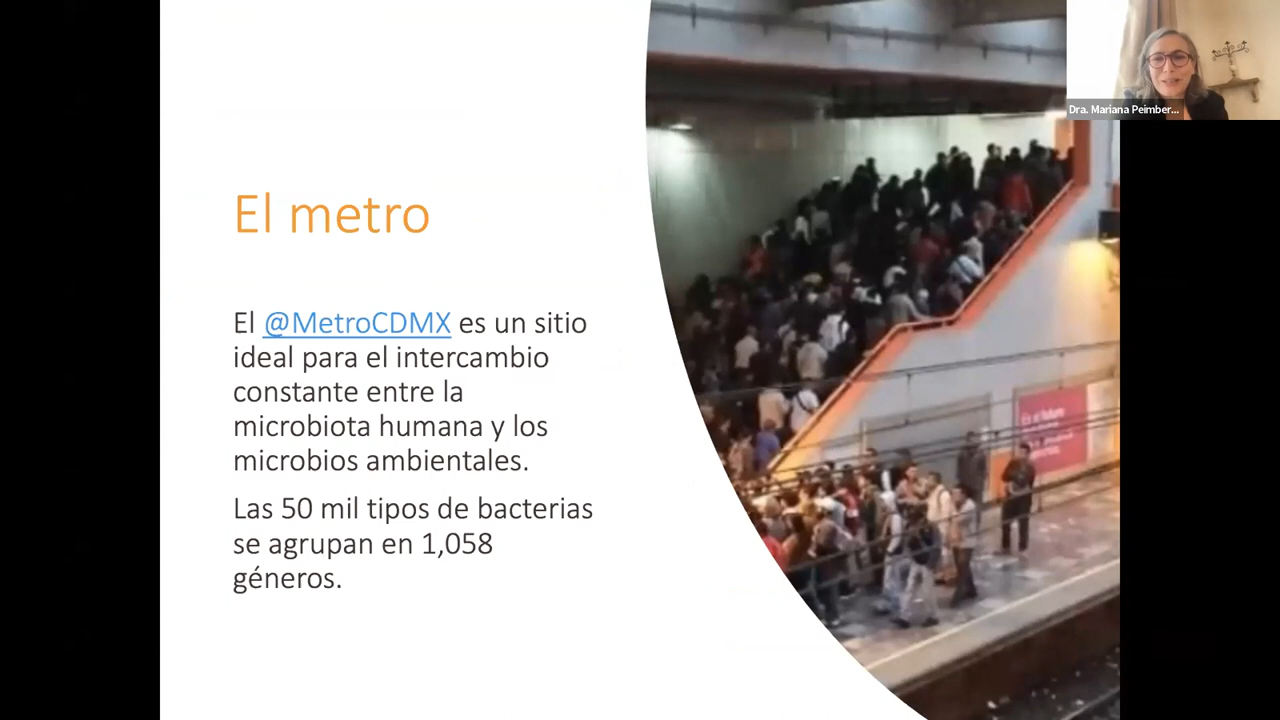 Dra. Mariana Peimber...
El metro
El @MetroCDMX es un sitio
ideal para el intercambio
constante entre la
microbiota humana y los
microbios ambientales.
Las 50 mil tipos de bacterias
se agrupan en 1,058
géneros.